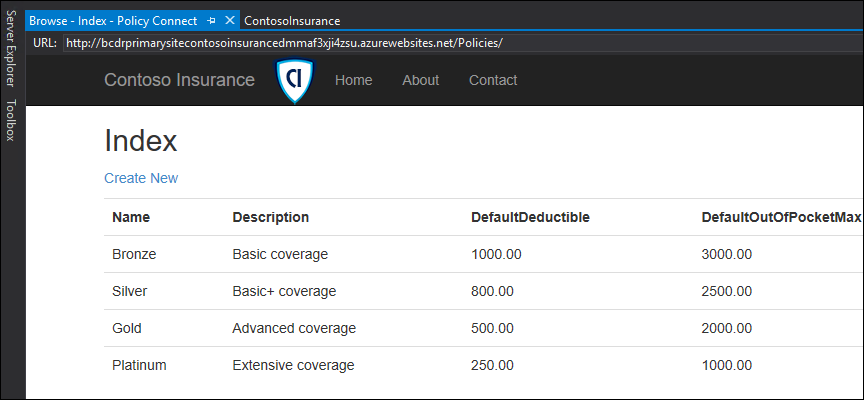 Browse - Index - Policy Connect
ContosoInsurance
Server Explorer
Toolbox
URL: http://bcdrprimarysitecontosoinsurancedmmaf3xji4zsu.azurewebsites.net/Policies/
Contoso Insurance CI Home About Contact
Index
Create New
Name Description DefaultDeductible DefaultOutOfPocketMax
Bronze Basic coverage 1000.00 3000.00
Silver Basic+ coverage 800.00 2500.00
Gold Advanced coverage 500.00 2000.00
Platinum Extensive coverage 250.00 1000.00